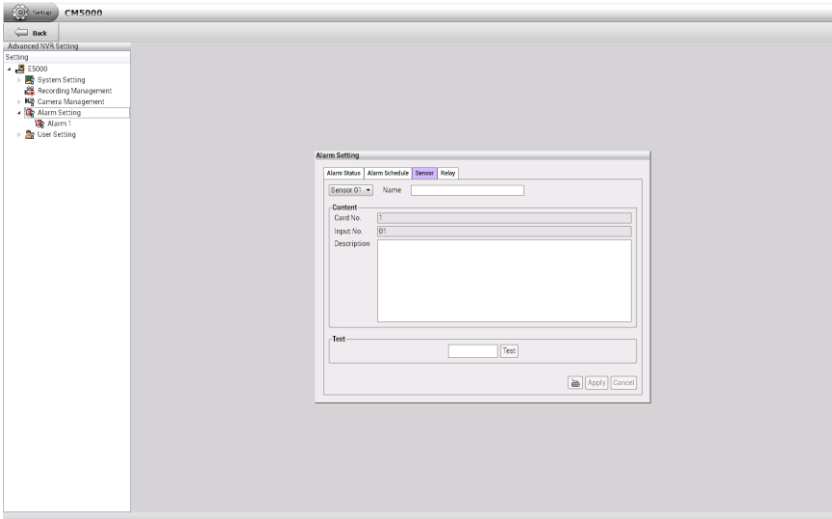 Setup CM5000
Back
Advanced NVR Setting
Setting
E5000
System Setting
Recording Management
Camera Management
Alarm Setting
Alarm 1
User Setting
Alarm Setting
Alarm Status Alarm Schedule Sensor Relay
Sensor 01 Name
Content
Card No. 1
Input No. 01
Description
Test
Test
Apply Cancel